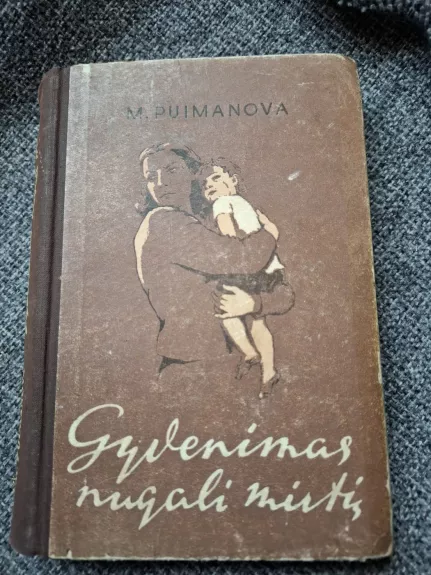 M. PUJMANOVA
Gyvenimas
nugali mirtį